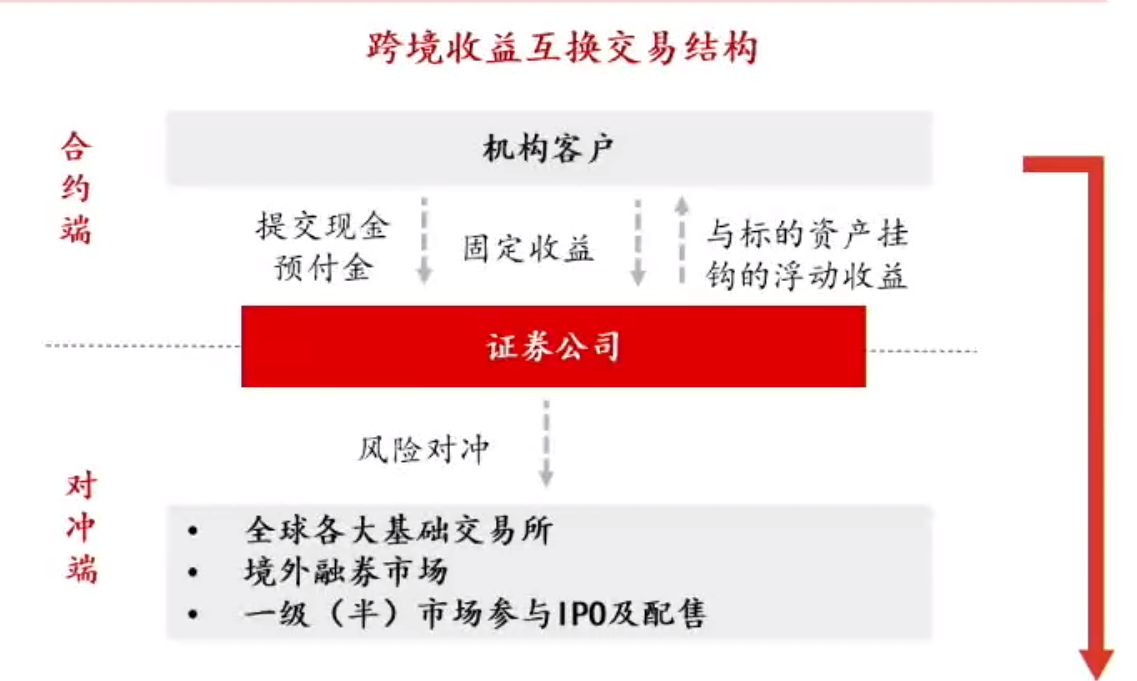 跨境收益互换交易结构
合约端
机构客户
提交现金
预付金
固定收益
与标的资产挂
钩的浮动收益
证券公司
风险对冲
对冲端
• 全球各大基础交易所
• 境外融券市场
• 一级（半）市场参与IPO及配售